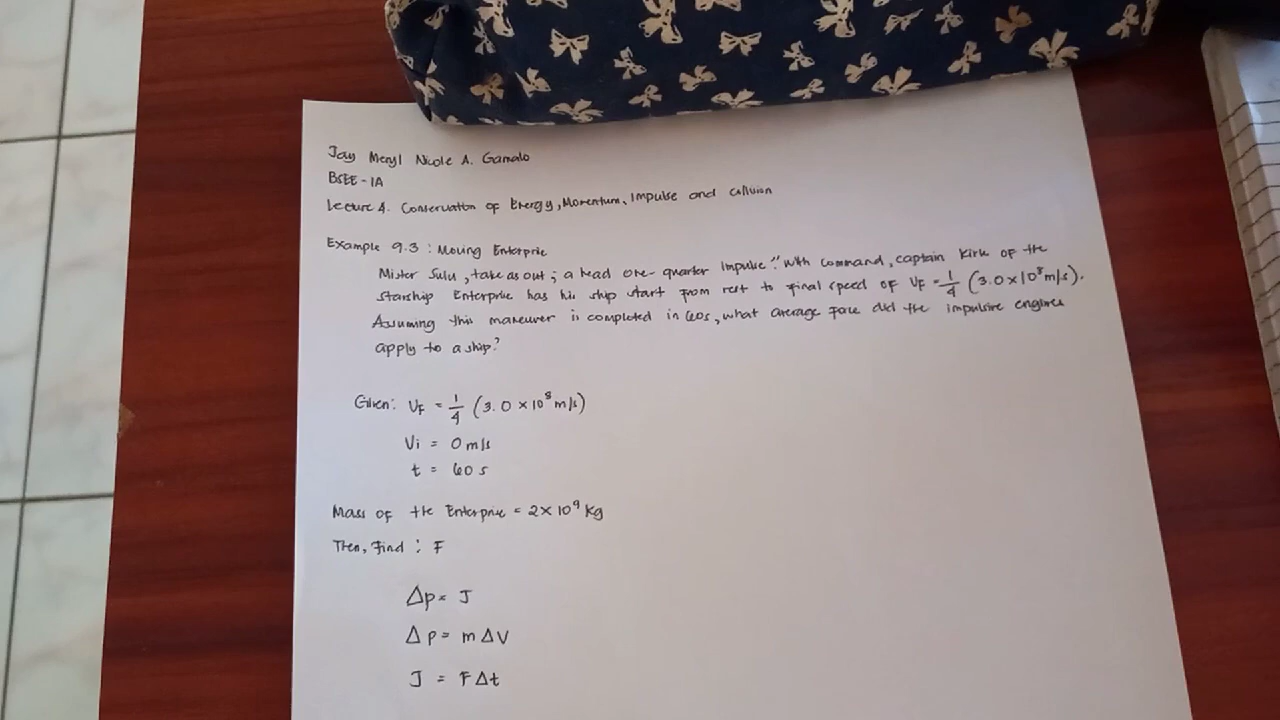 Jay Meryl Nicole A. Gamalo
BSEE - 1A
Lecture 4. Conservation of Energy, Momentum, Impulse and Collision
Example 9.3 : Moving Enterprise
Mister Sulu, take as out; a head one-quarter impulse." With command, captain Kirk of the
starship Enterprise has his ship start from rest to final speed of VF = 1/4 (3.0 x 10⁸ m/s).
Assuming this maneuver is completed in 60s, what average force did the impulsive engines
apply to a ship?
Given: VF = 1/4 (3.0 x 10⁸ m/s)
Vi = 0 m/s
t = 60 s
Mass of the Enterprise = 2 x 10⁹ Kg
Then, Find : F
Δp = J
Δp = mΔV
J = FΔt